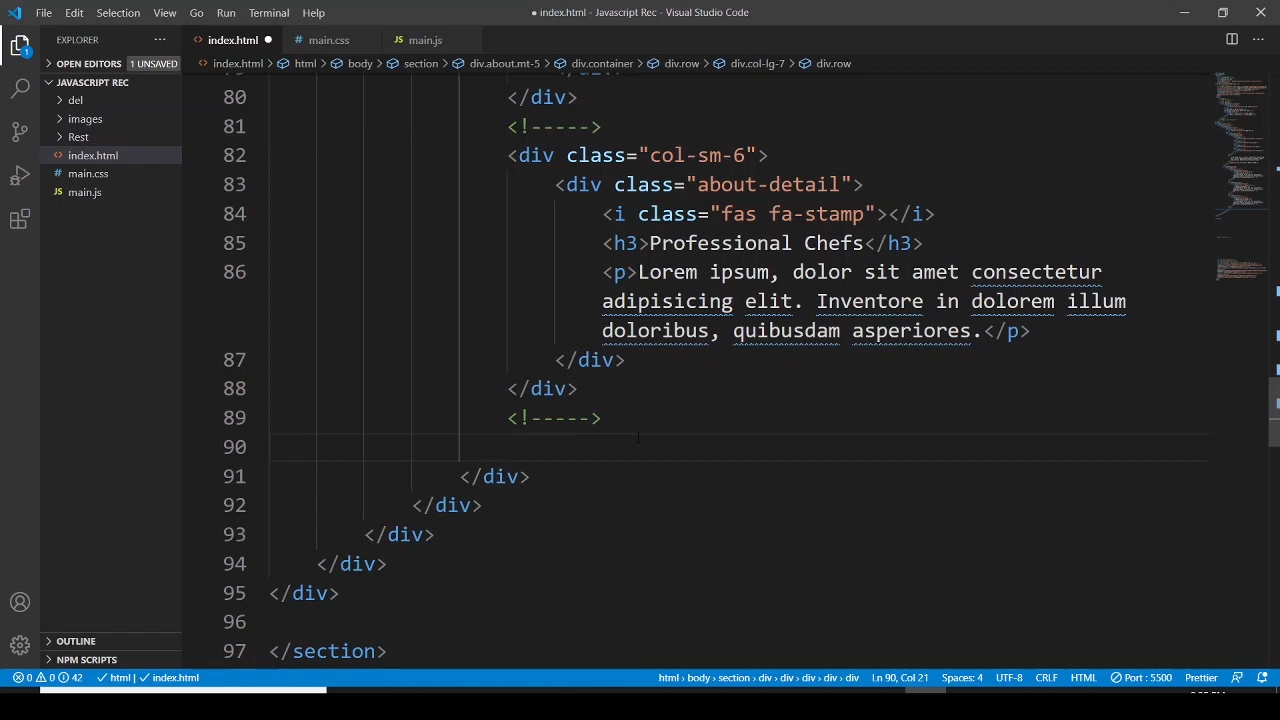 File Edit Selection View Go Run Terminal Help ● index.html - Javascript Rec - Visual Studio Code
EXPLORER ··· <> index.html ● main.css JS main.js ···
OPEN EDITORS 1 UNSAVED index.html > html > body > section > div.about.mt-5 > div.container > div.row > div.col-lg-7 > div.row
JAVASCRIPT REC
del
images
Rest
<> index.html
main.css
JS main.js
1
80 </div>
81 <!----->
82 <div class="col-sm-6">
83 <div class="about-detail">
84 <i class="fas fa-stamp"></i>
85 <h3>Professional Chefs</h3>
86 <p>Lorem ipsum, dolor sit amet consectetur
adipisicing elit. Inventore in dolorem illum
doloribus, quibusdam asperiores.</p>
87 </div>
88 </div>
89 <!----->
90
91 </div>
92 </div>
93 </div>
94 </div>
95 </div>
96
97 </section>
OUTLINE
NPM SCRIPTS
0 0 42 html | index.html html > body > section > div > div > div > div > div Ln 90, Col 21 Spaces: 4 UTF-8 CRLF HTML Port : 5500 Prettier